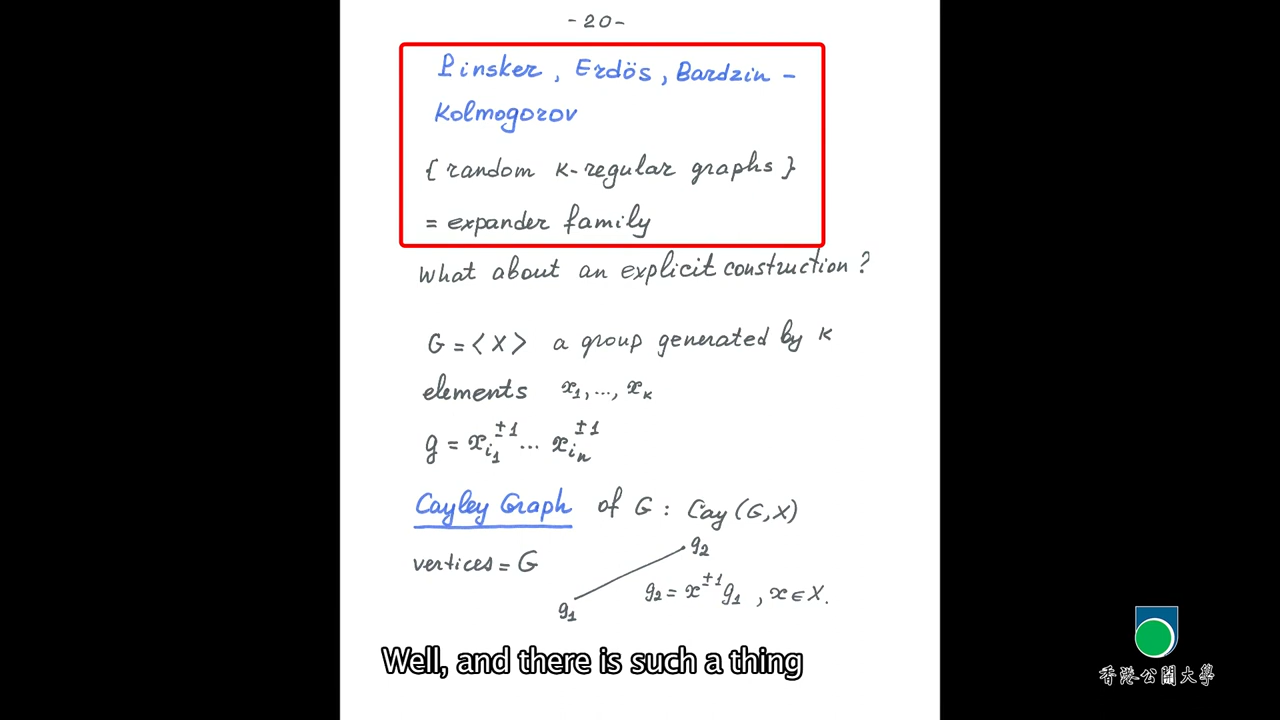 -20-
Pinsker, Erdös, Bardzin -
Kolmogorov
{ random k-regular graphs }
= expander family
What about an explicit construction?
G = <X> a group generated by k
elements x₁, ..., xₖ
g = x_{i₁}^{±1} ... x_{iₙ}^{±1}
Cayley Graph of G: Cay (G, X)
vertices = G
g₂
g₂ = x^{±1} g₁, x ∈ X.
g₁
Well, and there is such a thing
香港公開大學